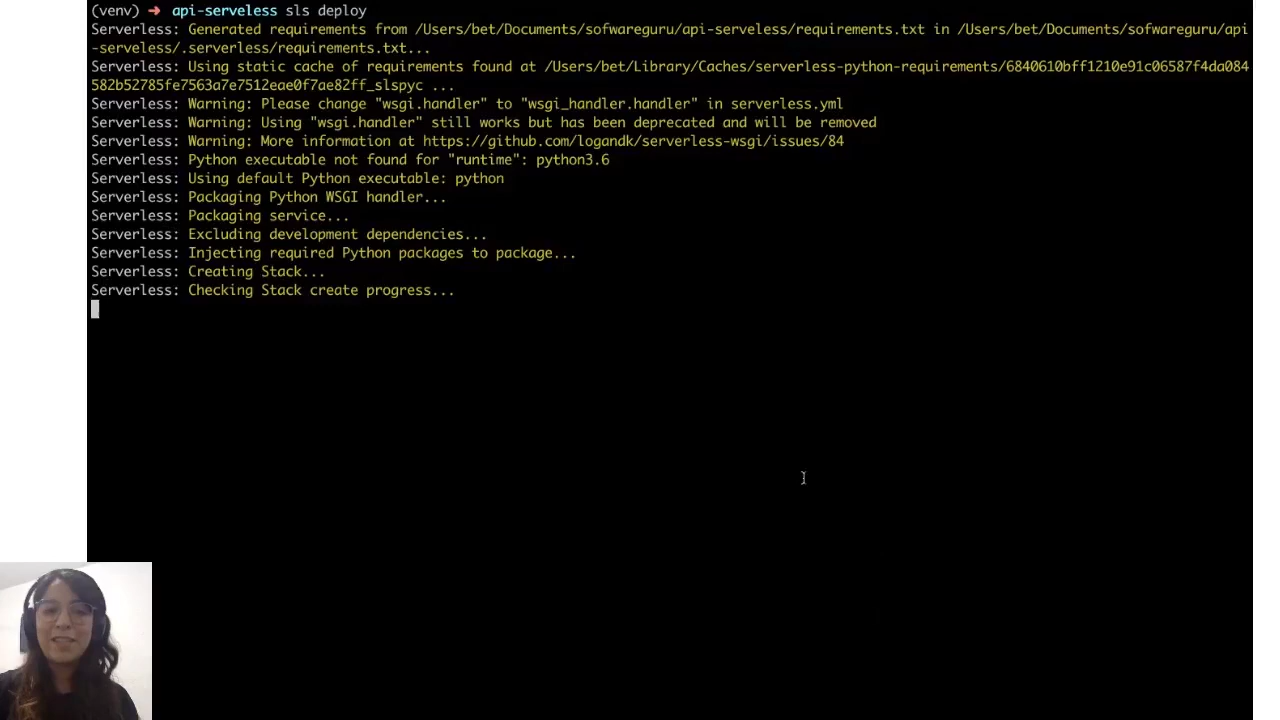 (venv) ➜ api-serveless sls deploy
Serverless: Generated requirements from /Users/bet/Documents/sofwareguru/api-serveless/requirements.txt in /Users/bet/Documents/sofwareguru/api
-serveless/.serverless/requirements.txt...
Serverless: Using static cache of requirements found at /Users/bet/Library/Caches/serverless-python-requirements/6840610bff1210e91c06587f4da084
582b52785fe7563a7e7512eae0f7ae82ff_slspyc ...
Serverless: Warning: Please change "wsgi.handler" to "wsgi_handler.handler" in serverless.yml
Serverless: Warning: Using "wsgi.handler" still works but has been deprecated and will be removed
Serverless: Warning: More information at https://github.com/logandk/serverless-wsgi/issues/84
Serverless: Python executable not found for "runtime": python3.6
Serverless: Using default Python executable: python
Serverless: Packaging Python WSGI handler...
Serverless: Packaging service...
Serverless: Excluding development dependencies...
Serverless: Injecting required Python packages to package...
Serverless: Creating Stack...
Serverless: Checking Stack create progress...